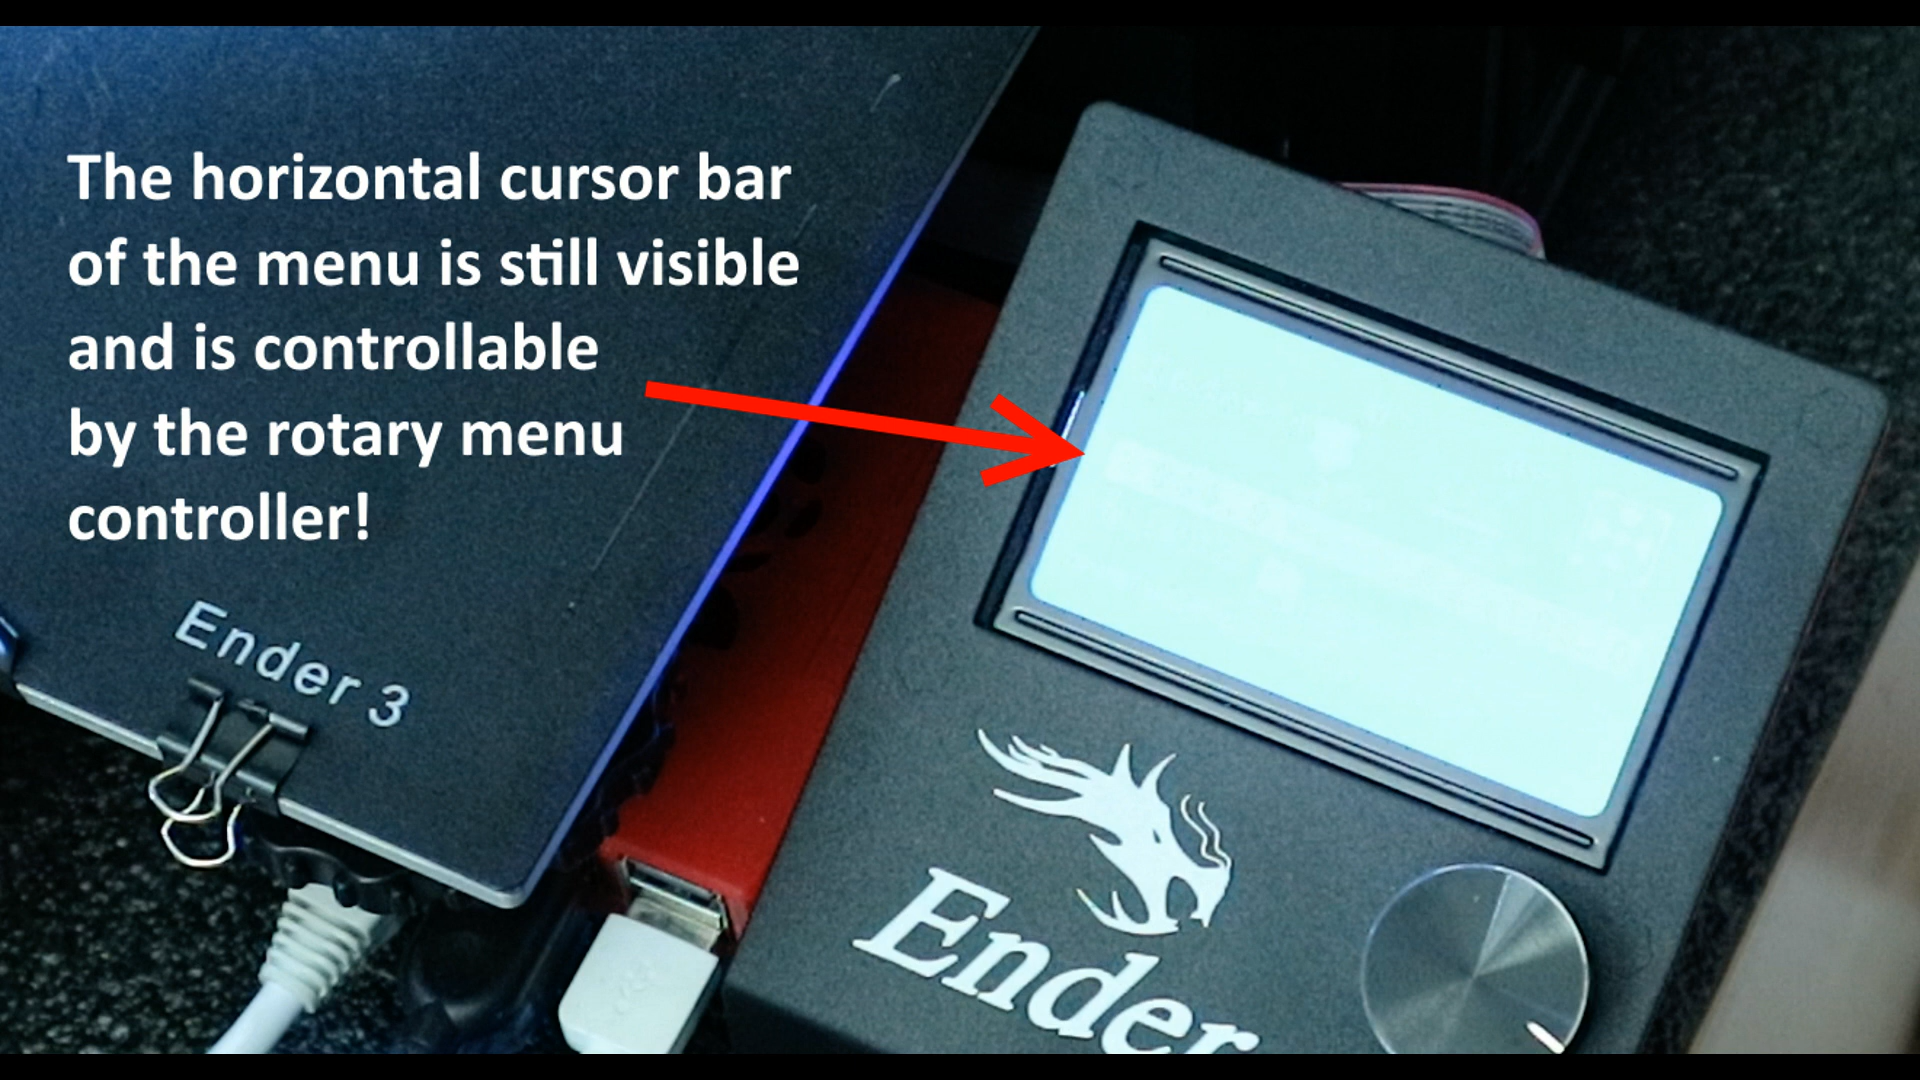 The horizontal cursor bar
of the menu is still visible
and is controllable
by the rotary menu
controller!
Ender 3
Ender